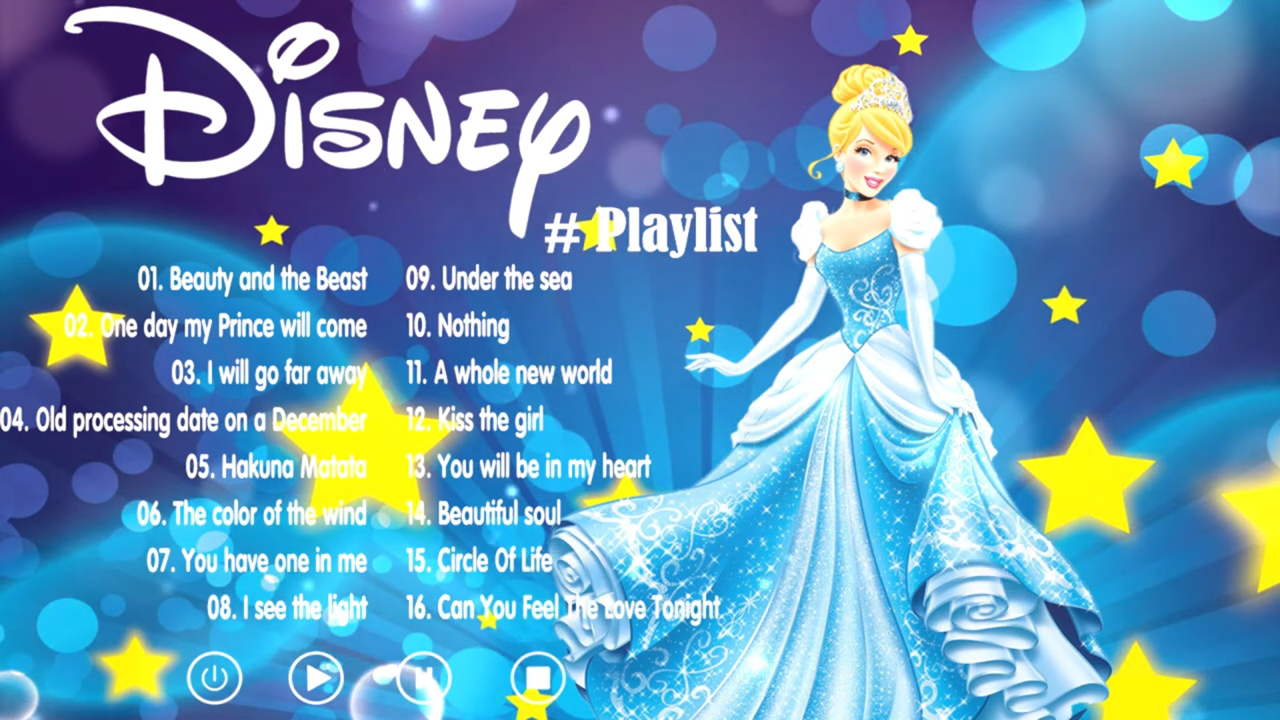 Disney
# Playlist
01. Beauty and the Beast
02. One day my Prince will come
03. I will go far away
04. Old processing date on a December
05. Hakuna Matata
06. The color of the wind
07. You have one in me
08. I see the light
09. Under the sea
10. Nothing
11. A whole new world
12. Kiss the girl
13. You will be in my heart
14. Beautiful soul
15. Circle Of Life
16. Can You Feel The Love Tonight